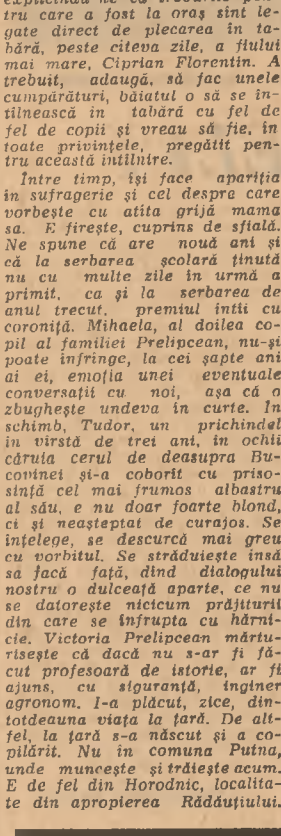 tru care a fost la oraș sînt le-
gate direct de plecarea în ta-
bără, peste cîteva zile, a fiului
mai mare, Ciprian Florentin. A
trebuit, adaugă, să fac unele
cumpărături, băiatul o să se în-
tilnească în tabără cu fel de
fel de copii și vreau să fie, în
toate privințele, pregătit pen-
tru această întîlnire.
Între timp, își face apariția
în sufragerie și cel despre care
vorbește cu atîta grijă mama
sa. E firește, cuprins de sfială.
Ne spune că are nouă ani și
că la serbarea școlară ținută
nu cu multe zile în urmă a
primit, ca și la serbarea de
anul trecut, premiul întîi cu
coroniță. Mihaela, al doilea co-
pil al familiei Prelipcean, nu-și
poate înfrînge, la cei șapte ani
ai ei, emoția unei eventuale
conversații cu noi, așa că o
zbughește undeva în curte. În
schimb, Tudor, un prichindel
în vîrstă de trei ani, în ochii
căruia cerul de deasupra Bu-
covinei și-a coborît cu priso-
sință cel mai frumos albastru
al său, e nu doar foarte blond,
ci și neașteptat de curajos. Se
înțelege, se descurcă mai greu
cu vorbitul. Se străduiește însă
să facă față, dînd dialogului
nostru o dulceață aparte, ce nu
se datorește nicicum prăjiturii
din care se înfrupta cu hărni-
cie. Victoria Prelipcean mărtu-
risește că dacă nu s-ar fi fă-
cut profesoară de istorie, ar fi
ajuns, cu siguranță, inginer
agronom. I-a plăcut, zice, din-
totdeauna viața la țară. De alt-
fel, la țară s-a născut și a co-
pilărit. Nu în comuna Putna,
unde muncește și trăiește acum.
E de fel din Horodnic, localita-
te din apropierea Rădăuțiului.